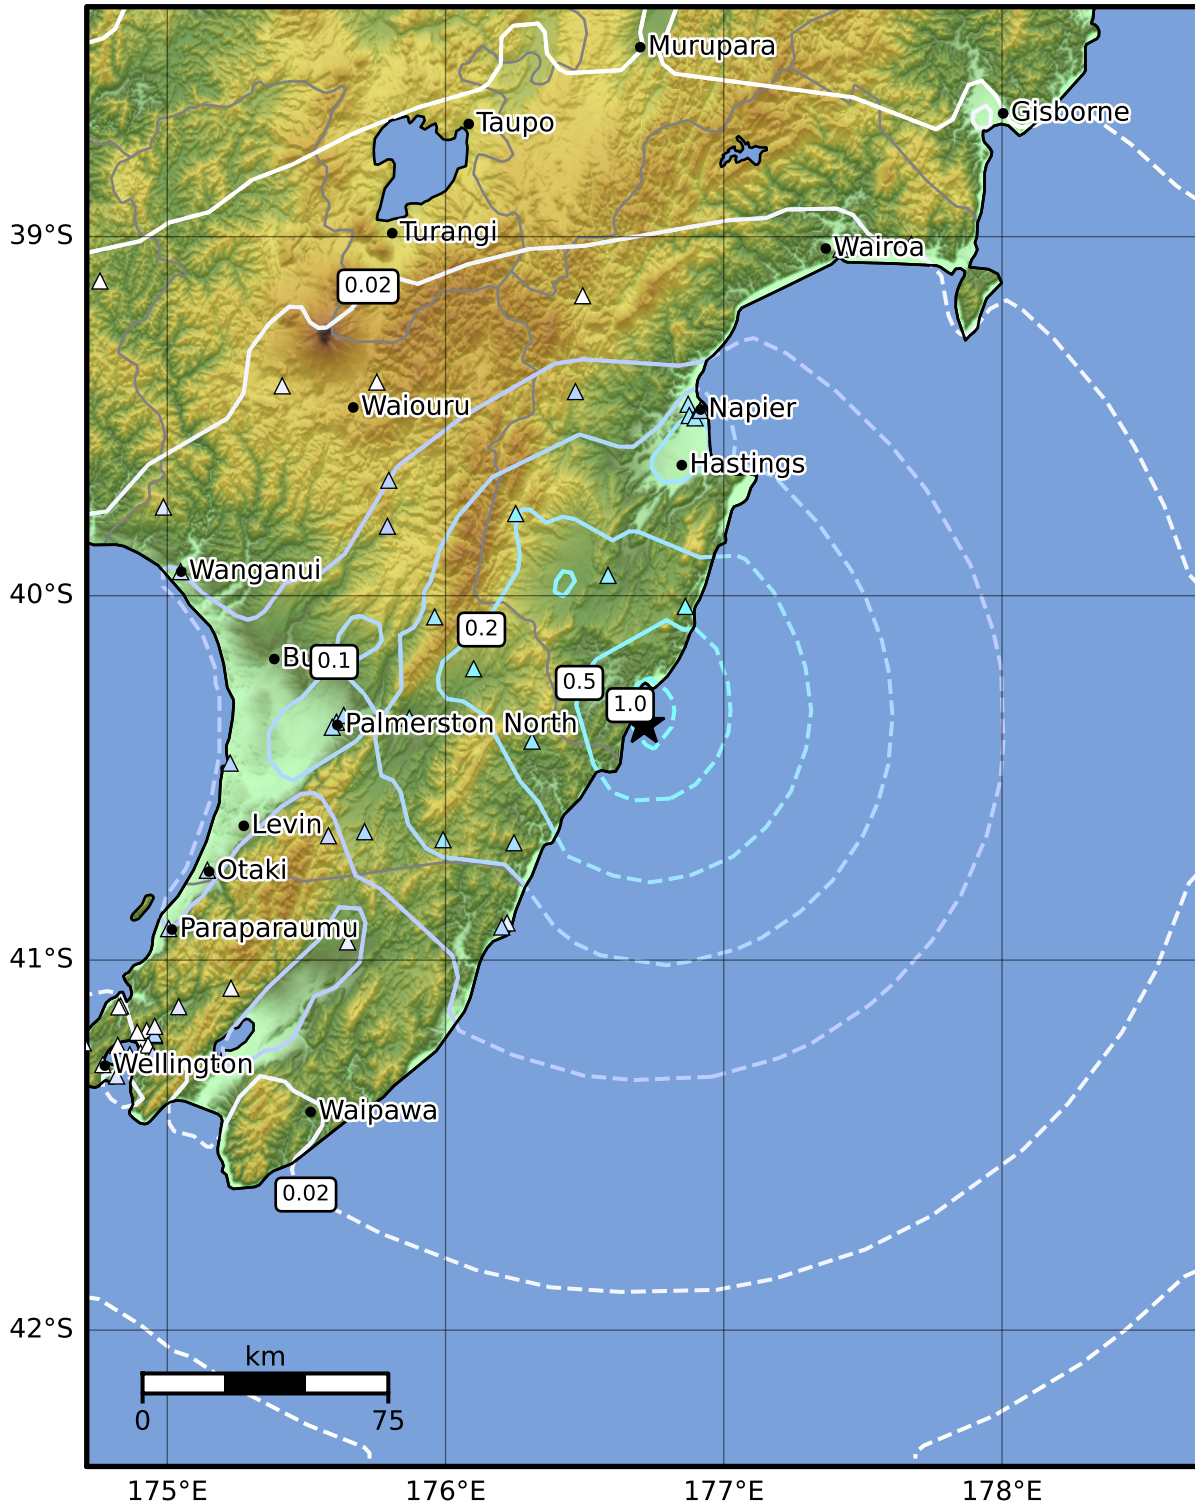 Murupara
Gisborne
Taupo
Turangi
39°S
Wairoa
0.02
Waiouru
Napier
Hastings
Wanganui
40°S
0.2
Bu
0.1
0.5
1.0
Palmerston North
Levin
Otaki
Paraparaumu
41°S
Wellington
Waipawa
0.02
42°S
km
0
75
175°E
176°E
177°E
178°E